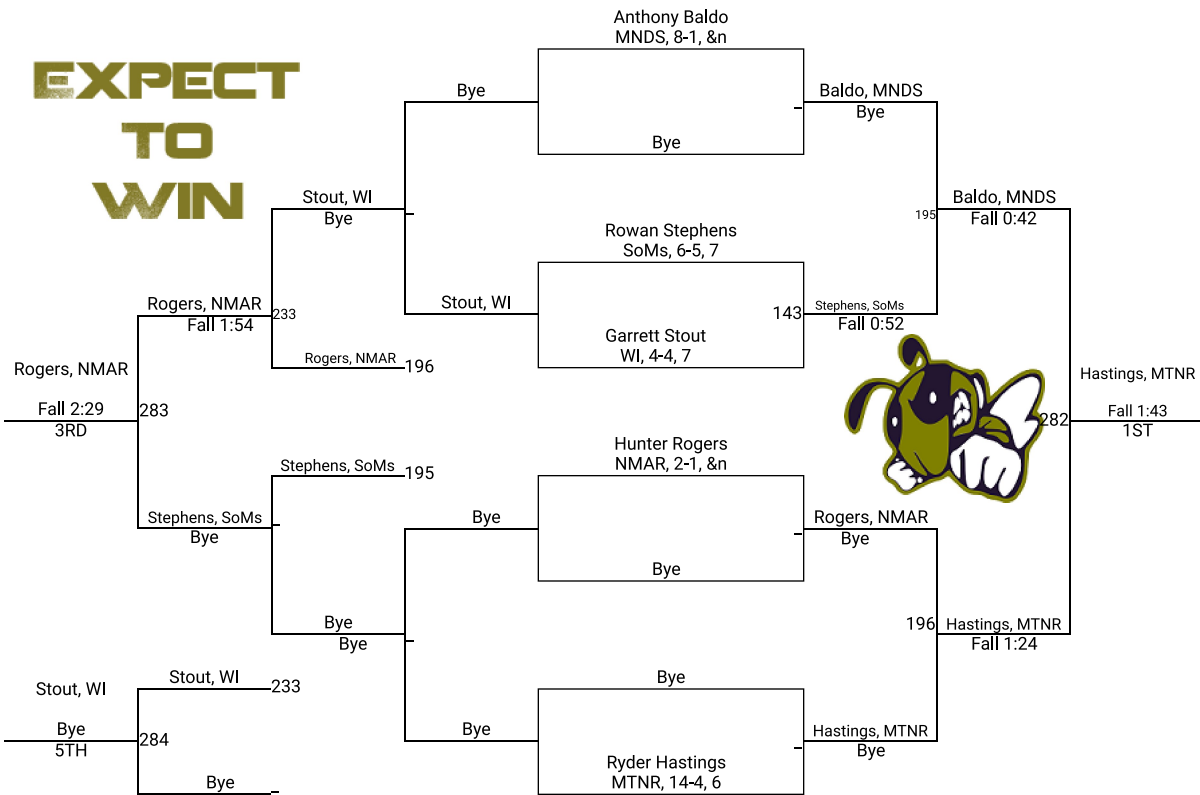 EXPECT
TO
WIN
Anthony Baldo
MNDS, 8-1, &n
Bye
Baldo, MNDS
Bye
Bye
Stout, WI
Bye
Baldo, MNDS
195
Fall 0:42
Rowan Stephens
SoMs, 6-5, 7
Rogers, NMAR
Fall 1:54
233
Stout, WI
143
Stephens, SoMs
Fall 0:52
Garrett Stout
WI, 4-4, 7
Rogers, NMAR
196
Rogers, NMAR
Fall 2:29
3RD
283
Hastings, MTNR
282
Fall 1:43
1ST
Hunter Rogers
NMAR, 2-1, &n
Stephens, SoMs
195
Stephens, SoMs
Bye
Bye
Rogers, NMAR
Bye
Bye
Bye
Bye
196
Hastings, MTNR
Fall 1:24
Stout, WI
Stout, WI
233
Bye
Bye
5TH
284
Bye
Hastings, MTNR
Bye
Ryder Hastings
MTNR, 14-4, 6
Bye